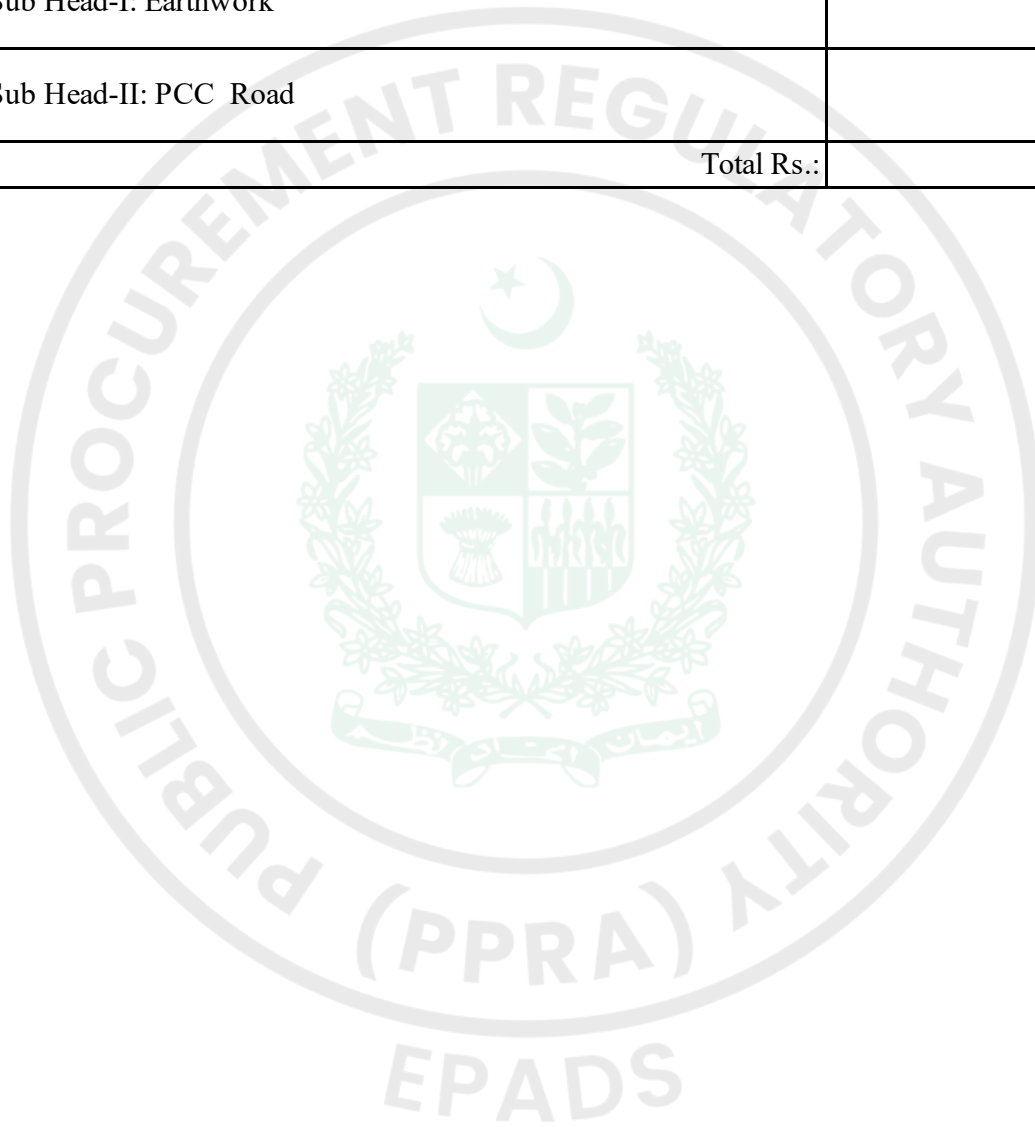 Sub Head-I: Earthwork
Sub Head-II: PCC Road
Total Rs.:
PUBLIC PROCUREMENT REGULATORY AUTHORITY
(PPRA)
EPADS